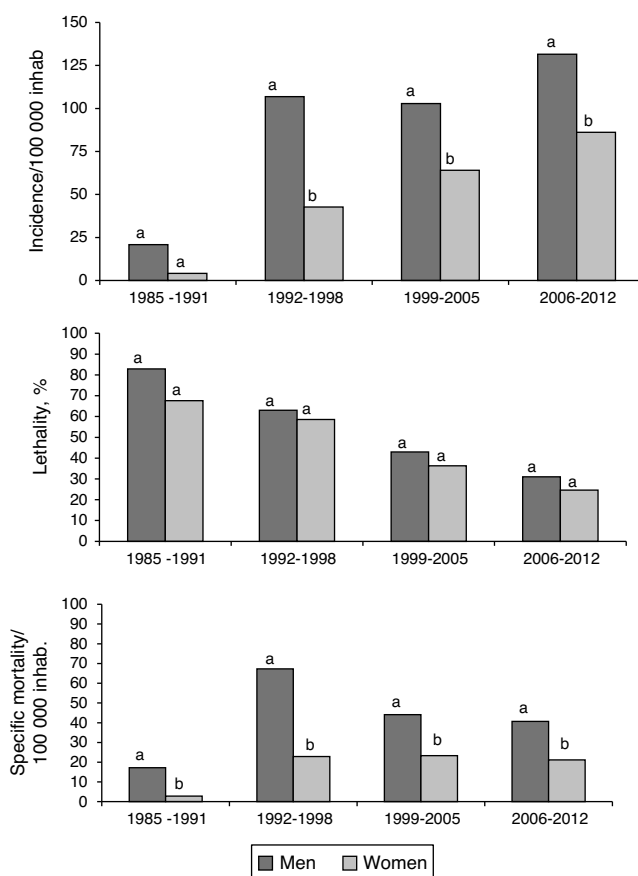 Incidence/100 000 inhab
150
125
100
75
50
25
0
a
a
a
b
a
b
a
b
1985 -1991
1992-1998
1999-2005
2006-2012
Lethality, %
100
90
80
70
60
50
40
30
20
10
0
a
a
a
a
a
a
a
a
1985 -1991
1992-1998
1999-2005
2006-2012
Specific mortality/
100 000 inhab.
100
90
80
70
60
50
40
30
20
10
0
a
b
a
b
a
b
a
b
1985 -1991
1992-1998
1999-2005
2006-2012
Men
Women